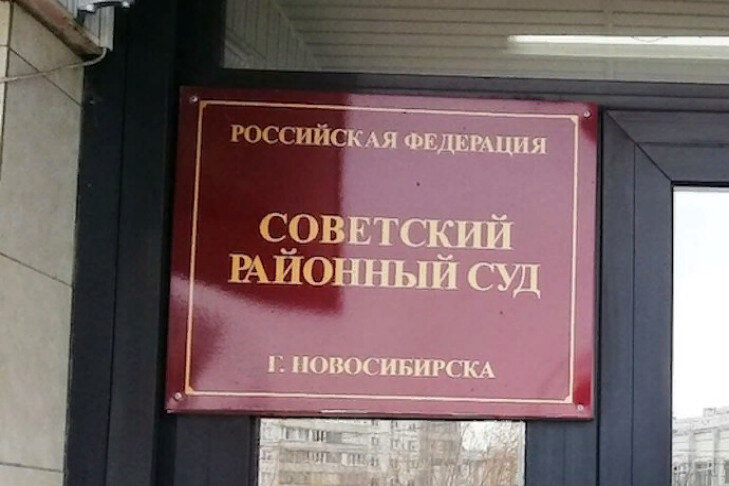 РОССИЙСКАЯ ФЕДЕРАЦИЯ
СОВЕТСКИЙ
РАЙОННЫЙ СУД
Г. НОВОСИБИРСКА